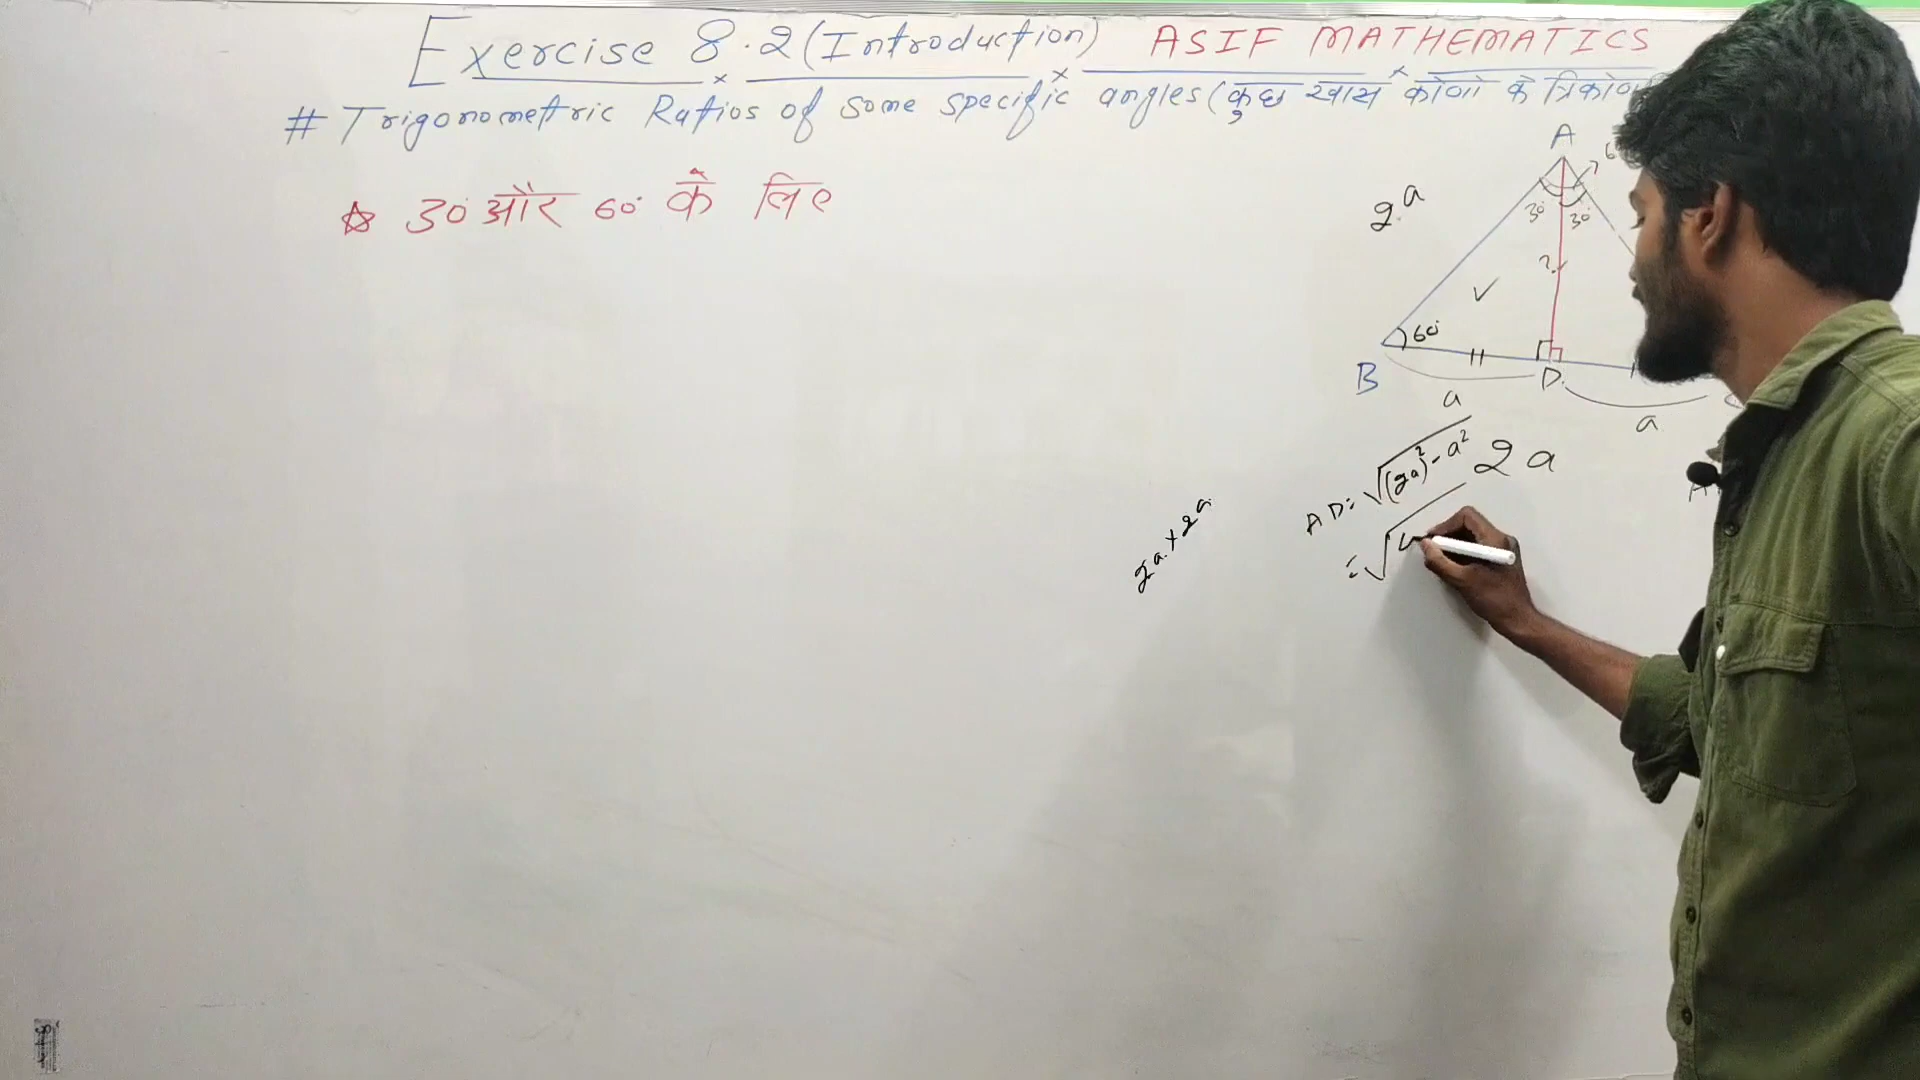 Exercise 8.2 (Introduction) ASIF MATHEMATICS
# Trigonometric Ratios of some specific angles (कुछ खास कोणों के
☆ 30° और 60° के लिए
A
2a
30° 30°
?
60°
B
D
a
a
2a
AD = √(2a)² - a²
= √4
2a × 2a